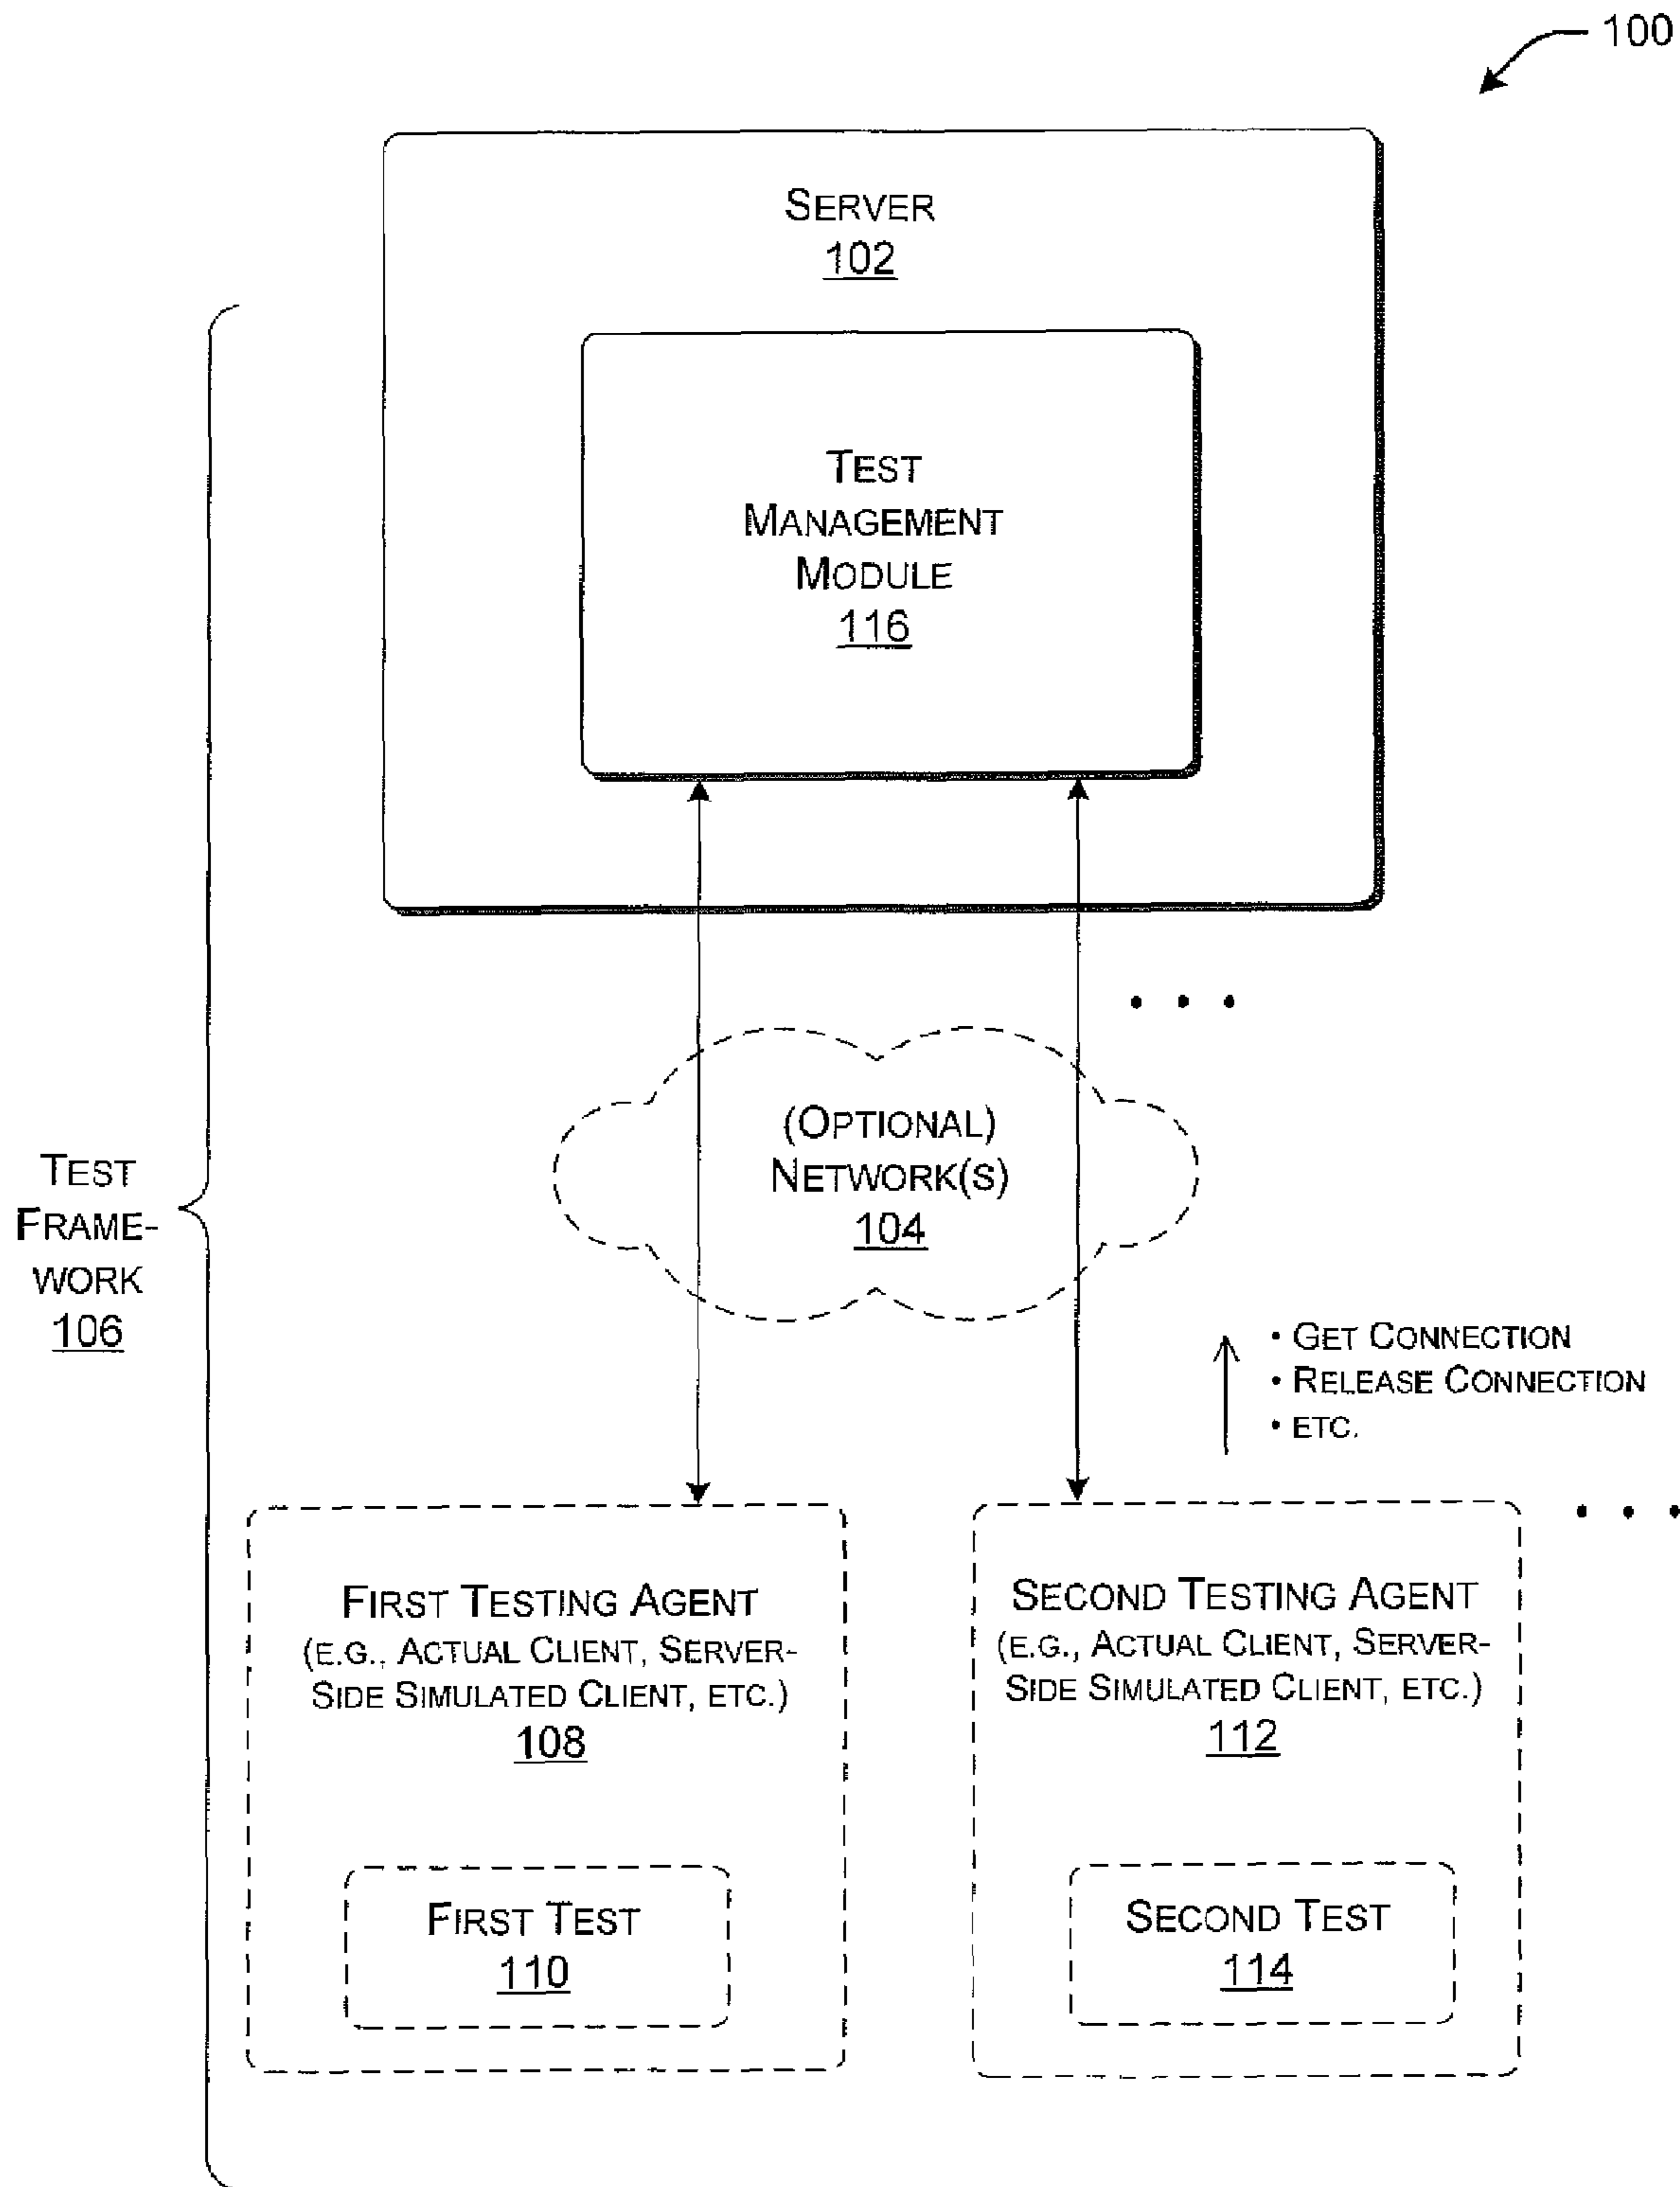 100
SERVER
102
TEST
MANAGEMENT
MODULE
116
• • •
(OPTIONAL)
NETWORK(S)
104
TEST
FRAME-
WORK
106
• GET CONNECTION
• RELEASE CONNECTION
• ETC.
• • •
FIRST TESTING AGENT
(E.G., ACTUAL CLIENT, SERVER-
SIDE SIMULATED CLIENT, ETC.)
108
FIRST TEST
110
SECOND TESTING AGENT
(E.G., ACTUAL CLIENT, SERVER-
SIDE SIMULATED CLIENT, ETC.)
112
SECOND TEST
114